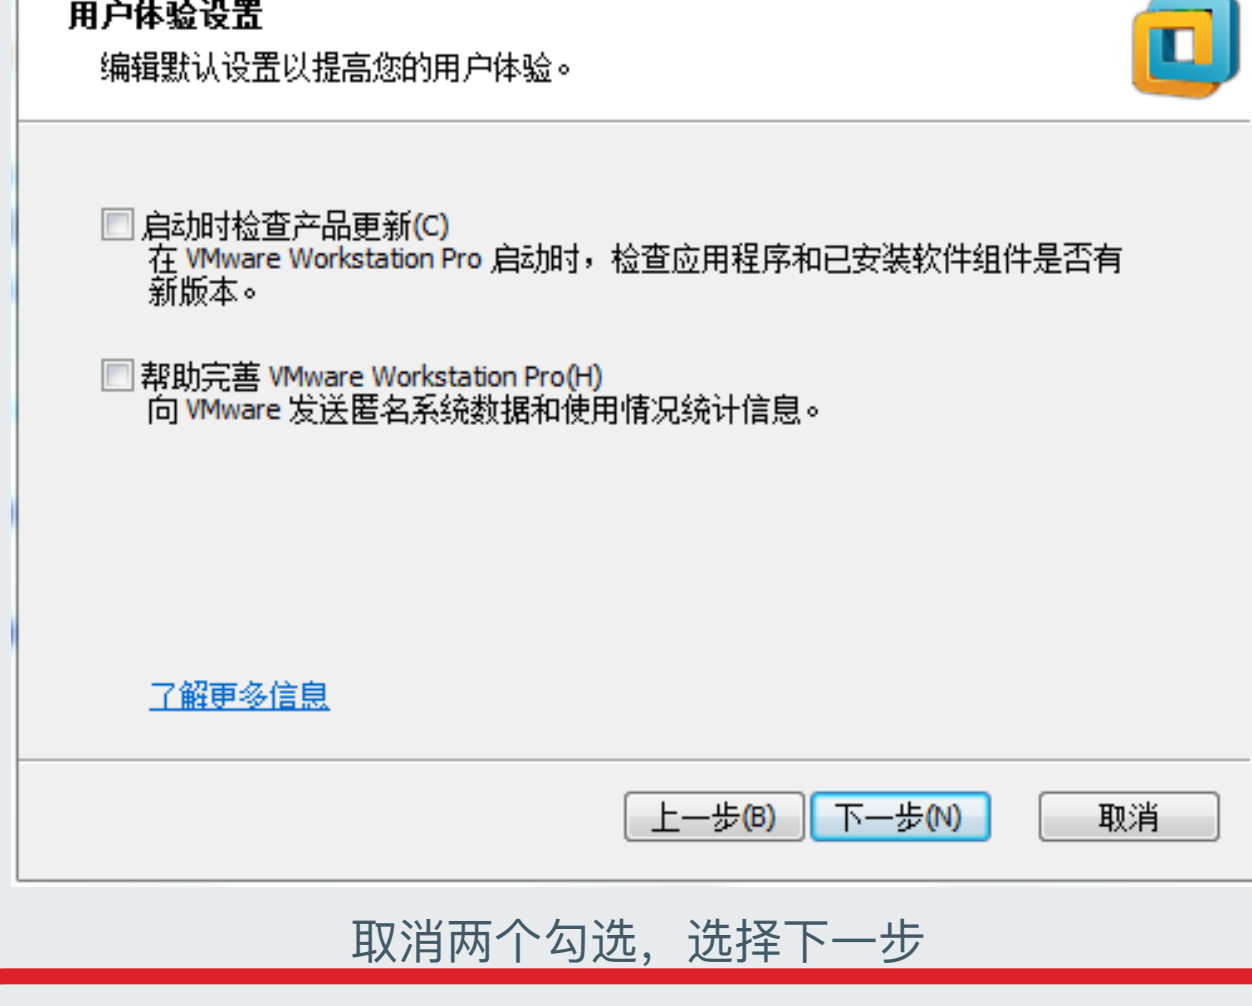 用户体验设置
编辑默认设置以提高您的用户体验。
启动时检查产品更新(C)
在 VMware Workstation Pro 启动时，检查应用程序和已安装软件组件是否有
新版本。
帮助完善 VMware Workstation Pro(H)
向 VMware 发送匿名系统数据和使用情况统计信息。
了解更多信息
上一步(B)
下一步(N)
取消
取消两个勾选，选择下一步